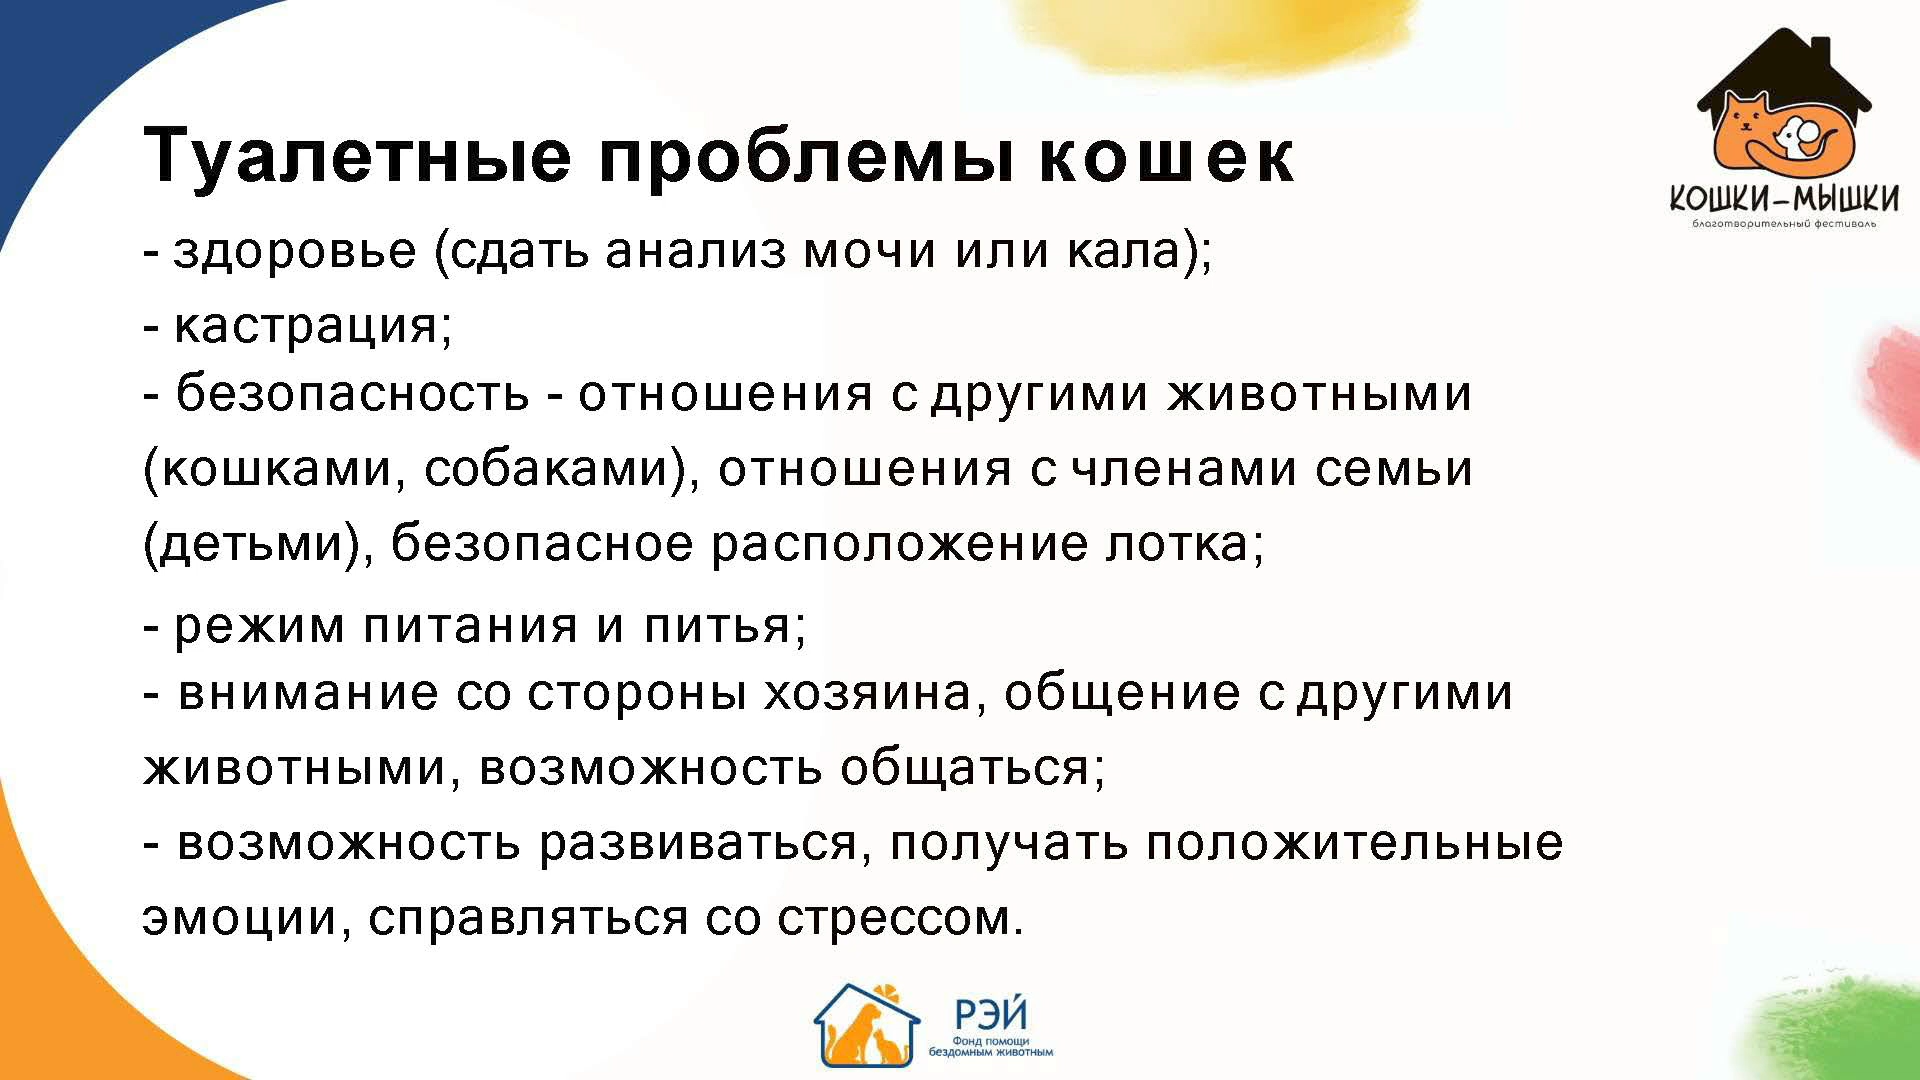 Туалетные проблемы кошек
КОШКИ-МЫШКИ
благотворительный фестиваль
- здоровье (сдать анализ мочи или кала);
- кастрация;
- безопасность - отношения с другими животными
(кошками, собаками), отношения с членами семьи
(детьми), безопасное расположение лотка;
- режим питания и питья;
- внимание со стороны хозяина, общение с другими
животными, возможность общаться;
- возможность развиваться, получать положительные
эмоции, справляться со стрессом.
РЭЙ
Фонд помощи
бездомным животным